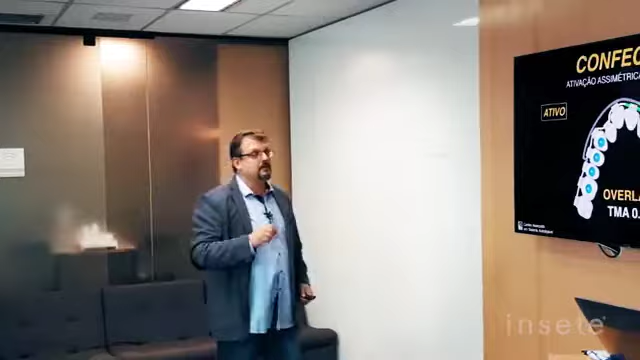 CONFEC
ATIVAÇÃO ASSIMÉTRICA
ATIVO
OVERLA
TMA 0.
insete